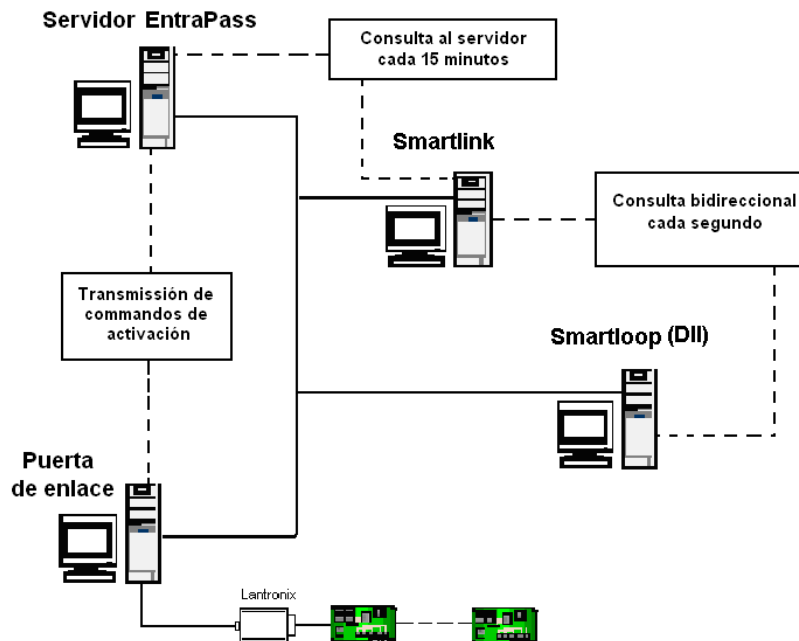 Servidor EntraPass
Consulta al servidor
cada 15 minutos
Smartlink
Consulta bidireccional
cada segundo
Transmissión de
commandos de
activación
Smartloop (Dll)
Puerta
de enlace
Lantronix